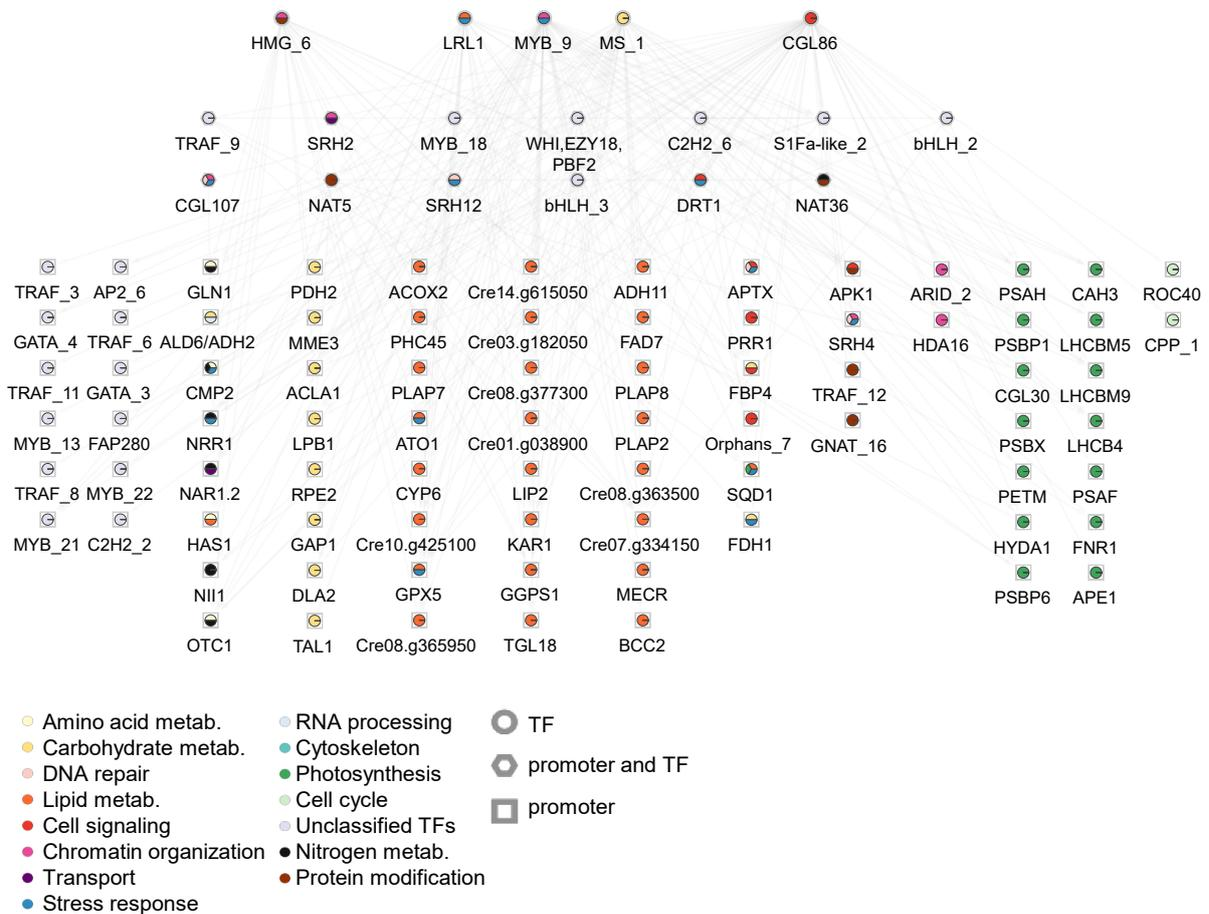 HMG_6 LRL1 MYB_9 MS_1 CGL86
TRAF_9 SRH2 MYB_18 WHI,EZY18, C2H2_6 S1Fa-like_2 bHLH_2
PBF2
CGL107 NAT5 SRH12 bHLH_3 DRT1 NAT36
TRAF_3 AP2_6 GLN1 PDH2 ACOX2 Cre14.g615050 ADH11 APTX APK1 ARID_2 PSAH CAH3 ROC40
GATA_4 TRAF_6 ALD6/ADH2 MME3 PHC45 Cre03.g182050 FAD7 PRR1 SRH4 HDA16 PSBP1 LHCBM5 CPP_1
TRAF_11 GATA_3 CMP2 ACLA1 PLAP7 Cre08.g377300 PLAP8 FBP4 TRAF_12 CGL30 LHCBM9
MYB_13 FAP280 NRR1 LPB1 ATO1 Cre01.g038900 PLAP2 Orphans_7 GNAT_16 PSBX LHCB4
TRAF_8 MYB_22 NAR1.2 RPE2 CYP6 LIP2 Cre08.g363500 SQD1 PETM PSAF
MYB_21 C2H2_2 HAS1 GAP1 Cre10.g425100 KAR1 Cre07.g334150 FDH1 HYDA1 FNR1
NII1 DLA2 GPX5 GGPS1 MECR PSBP6 APE1
OTC1 TAL1 Cre08.g365950 TGL18 BCC2
Amino acid metab. RNA processing TF
Carbohydrate metab. Cytoskeleton promoter and TF
DNA repair Photosynthesis promoter
Lipid metab. Cell cycle
Cell signaling Unclassified TFs
Chromatin organization Nitrogen metab.
Transport Protein modification
Stress response